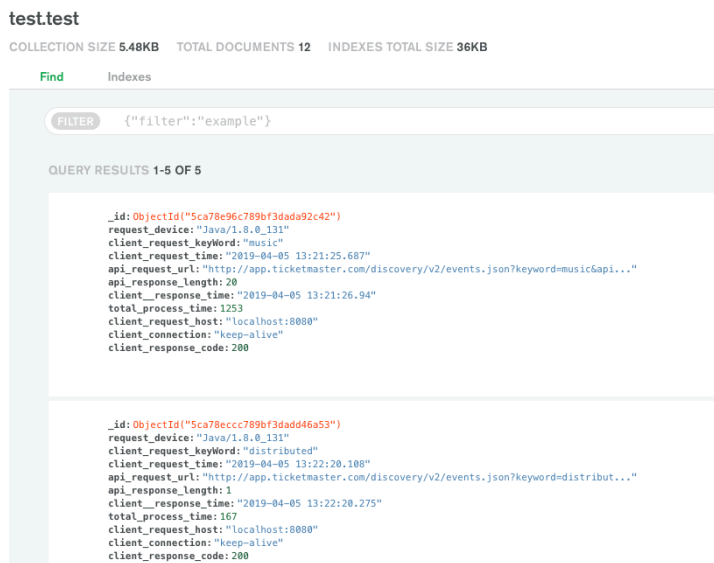 test.test
COLLECTION SIZE 5.48KB TOTAL DOCUMENTS 12 INDEXES TOTAL SIZE 36KB
Find Indexes
FILTER {"filter":"example"}
QUERY RESULTS 1-5 OF 5
_id: ObjectId("5ca78e96c789bf3dada92c42")
request_device: "Java/1.8.0_131"
client_request_keyWord: "music"
client_request_time: "2019-04-05 13:21:25.687"
api_request_url: "http://app.ticketmaster.com/discovery/v2/events.json?keyword=music&api..."
api_response_length: 20
client__response_time: "2019-04-05 13:21:26.94"
total_process_time: 1253
client_request_host: "localhost:8080"
client_connection: "keep-alive"
client_response_code: 200
_id: ObjectId("5ca78eccc789bf3dadd46a53")
request_device: "Java/1.8.0_131"
client_request_keyWord: "distributed"
client_request_time: "2019-04-05 13:22:20.108"
api_request_url: "http://app.ticketmaster.com/discovery/v2/events.json?keyword=distribut..."
api_response_length: 1
client__response_time: "2019-04-05 13:22:20.275"
total_process_time: 167
client_request_host: "localhost:8080"
client_connection: "keep-alive"
client_response_code: 200